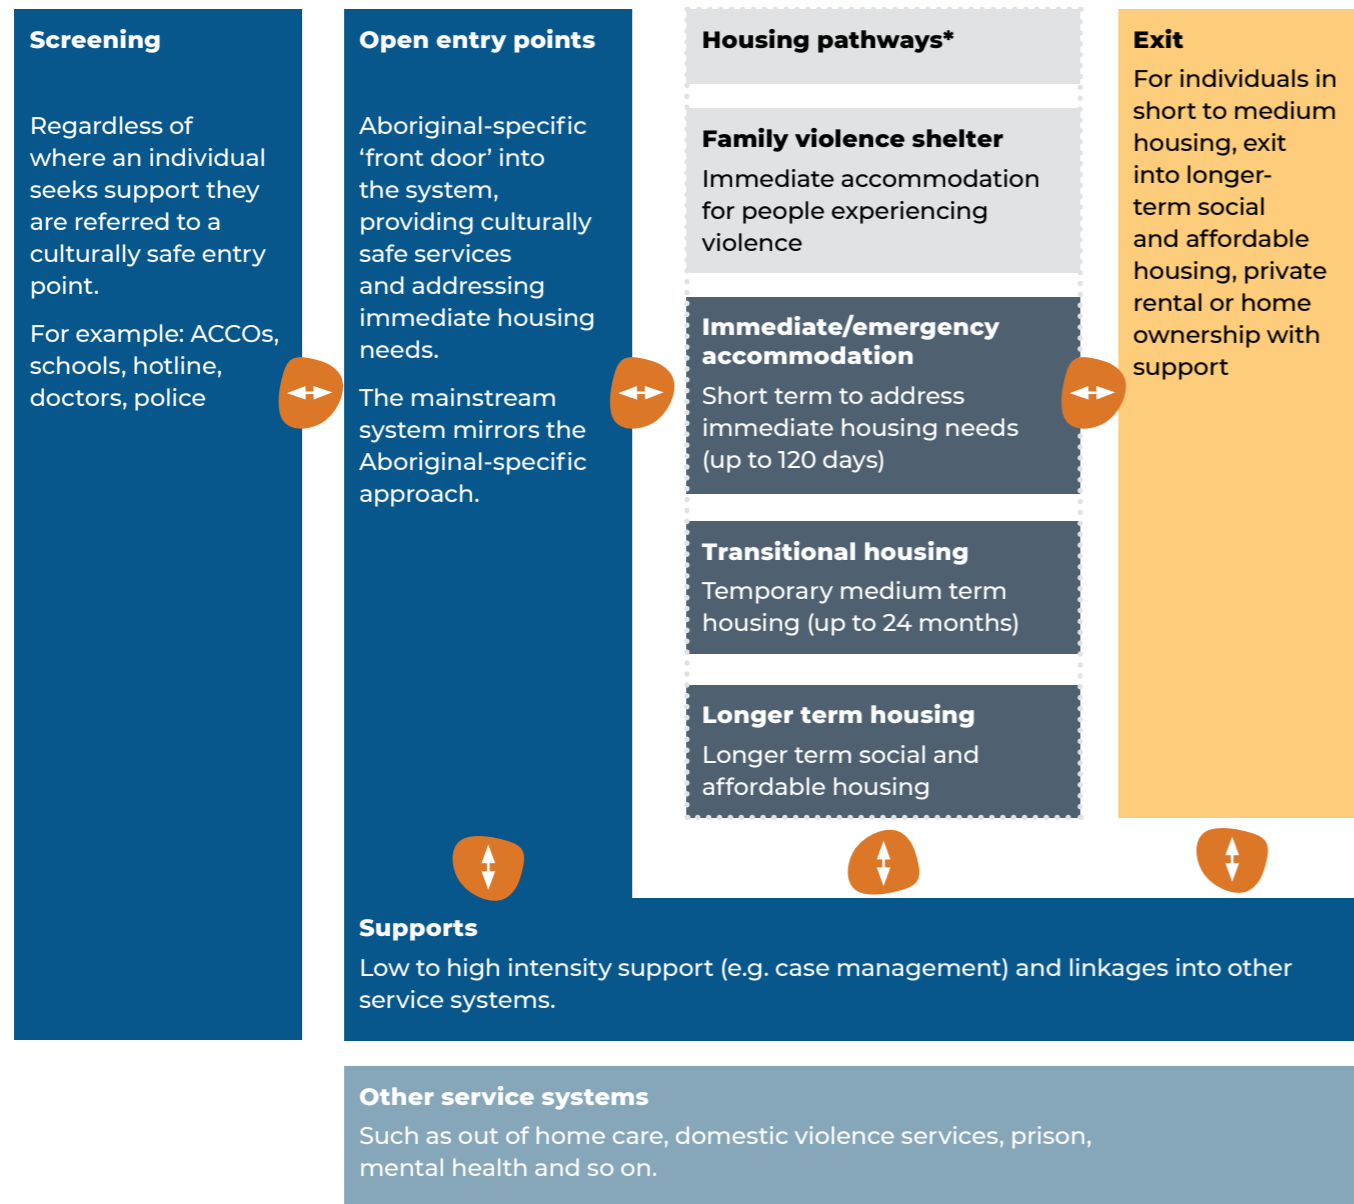 Screening
Regardless of
where an individual
seeks support they
are referred to a
culturally safe entry
point.
For example: ACCOs,
schools, hotline,
doctors, police
Open entry points
Aboriginal-specific
‘front door’ into
the system,
providing culturally
safe services
and addressing
immediate housing
needs.
The mainstream
system mirrors the
Aboriginal-specific
approach.
Housing pathways*
Family violence shelter
Immediate accommodation
for people experiencing
violence
Immediate/emergency
accommodation
Short term to address
immediate housing needs
(up to 120 days)
Transitional housing
Temporary medium term
housing (up to 24 months)
Longer term housing
Longer term social and
affordable housing
Exit
For individuals in
short to medium
housing, exit
into longer-
term social
and affordable
housing, private
rental or home
ownership with
support
Supports
Low to high intensity support (e.g. case management) and linkages into other
service systems.
Other service systems
Such as out of home care, domestic violence services, prison,
mental health and so on.